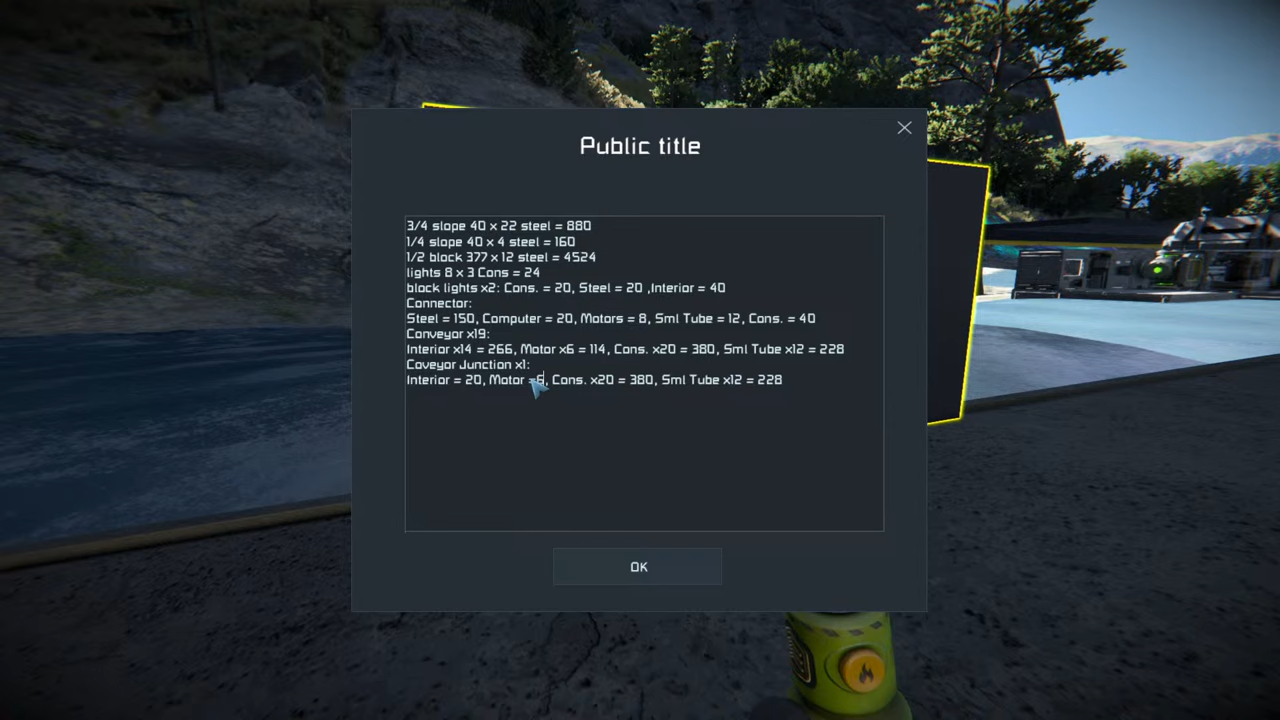 Public title
3/4 slope 40 x 22 steel = 880
1/4 slope 40 x 4 steel = 160
1/2 block 377 x 12 steel = 4524
lights 8 x 3 Cons = 24
block lights x2: Cons. = 20, Steel = 20 ,Interior = 40
Connector:
Steel = 150, Computer = 20, Motors = 8, Sml Tube = 12, Cons. = 40
Conveyor x19:
Interior x14 = 266, Motor x6 = 114, Cons. x20 = 380, Sml Tube x12 = 228
Coveyor Junction x1:
Interior = 20, Motor =6, Cons. x20 = 380, Sml Tube x12 = 228
OK